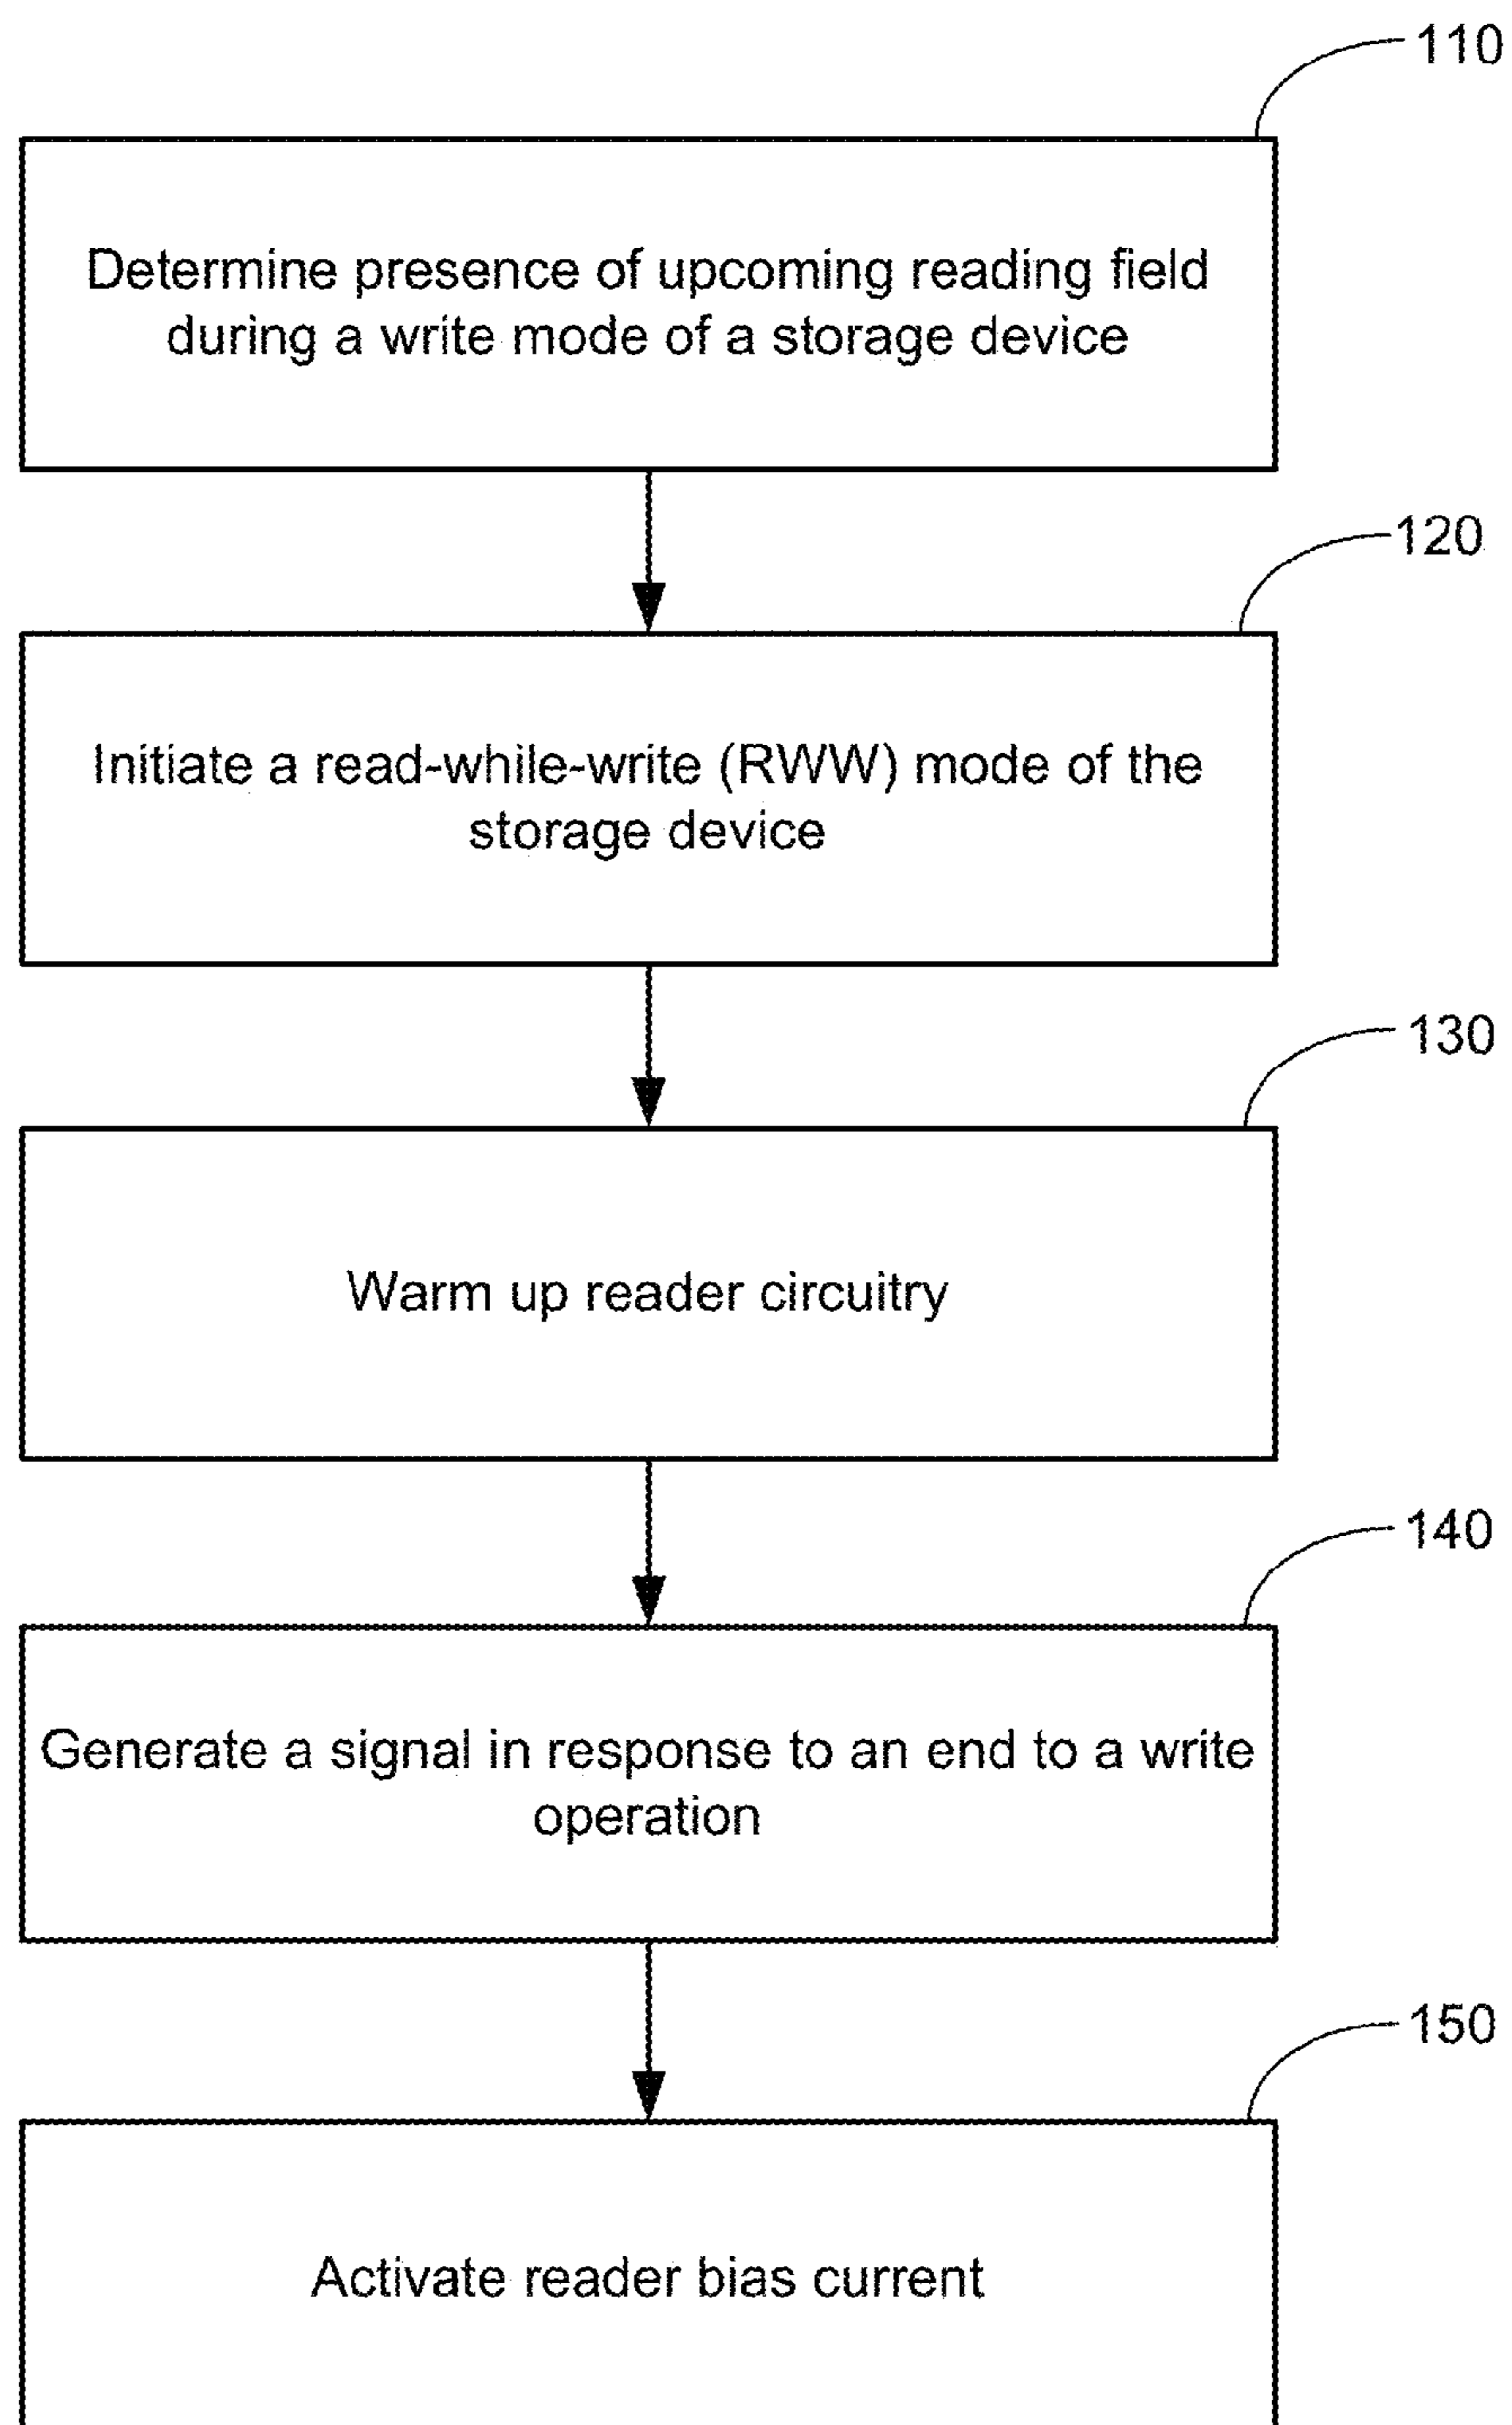 110
Determine presence of upcoming reading field
during a write mode of a storage device
120
Initiate a read-while-write (RWW) mode of the
storage device
130
Warm up reader circuitry
140
Generate a signal in response to an end to a write
operation
150
Activate reader bias current